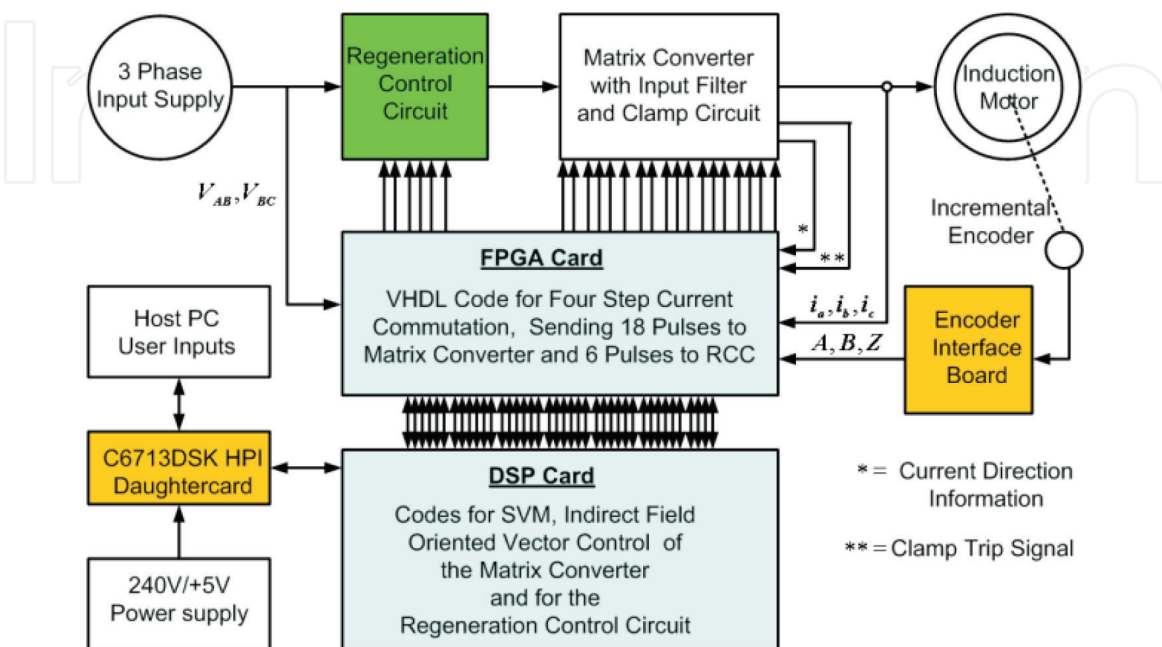 3 Phase
Input Supply
Regeneration
Control
Circuit
Matrix Converter
with Input Filter
and Clamp Circuit
Induction
Motor
V_AB, V_BC
*
**
Incremental
Encoder
FPGA Card
VHDL Code for Four Step Current
Commutation, Sending 18 Pulses to
Matrix Converter and 6 Pulses to RCC
i_a, i_b, i_c
A, B, Z
Encoder
Interface
Board
Host PC
User Inputs
C6713DSK HPI
Daughtercard
240V/+5V
Power supply
DSP Card
Codes for SVM, Indirect Field
Oriented Vector Control of
the Matrix Converter
and for the
Regeneration Control Circuit
* = Current Direction
Information
** = Clamp Trip Signal